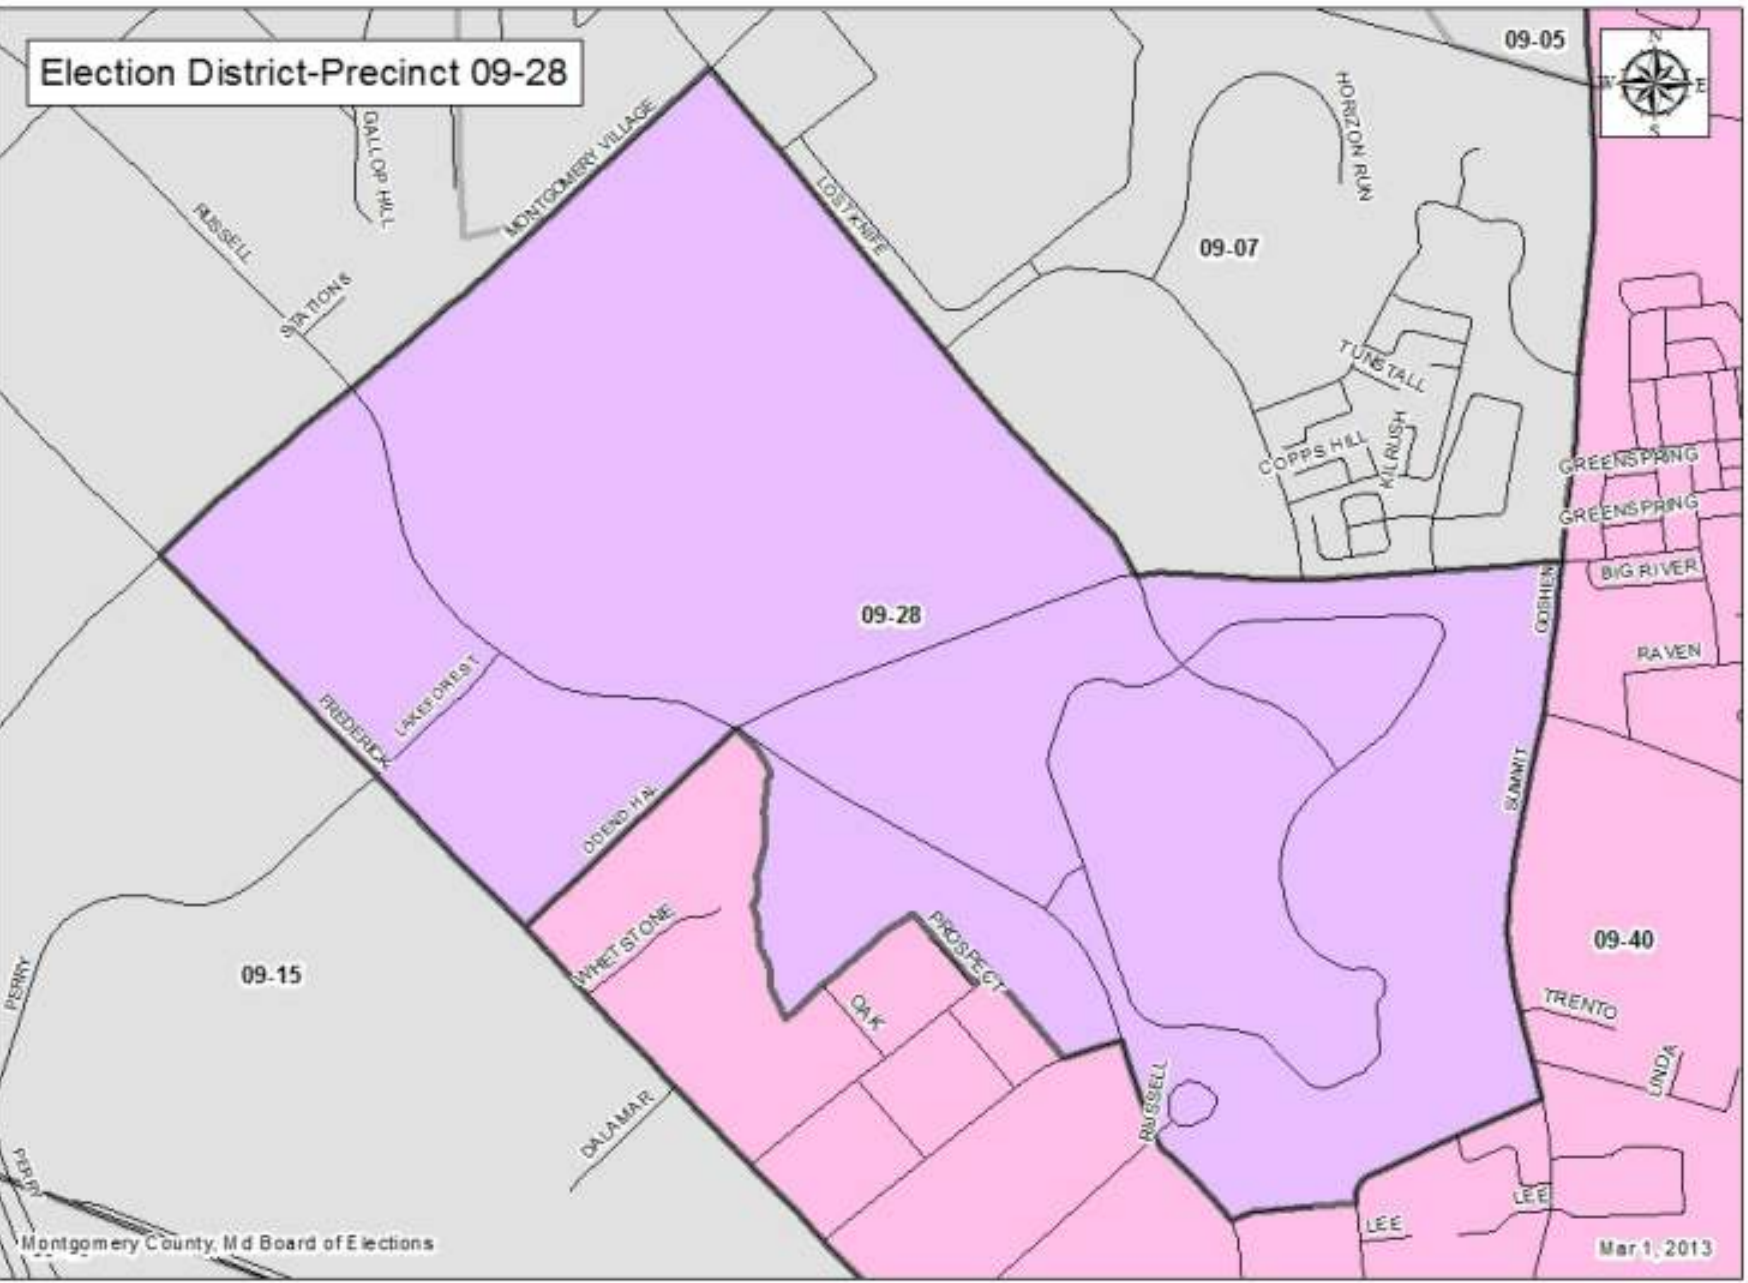 Election District-Precinct 09-28
09-05
N
W
E
S
GALLOP HILL
MONTGOMERY VILLAGE
HORIZON RUN
RUSSELL
LOST KNIFE
09-07
STATION S
TUNSTALL
COPPS HILL
KILRUSH
GREENSPRING
GREENSPRING
BIG RIVER
GOSHEN
09-28
RAVEN
LAKEFOREST
FREDERICK
SUMMIT
ODENDHAL
WHETSTONE
PROSPECT
09-40
09-15
PERRY
OAK
TRENTO
LINDA
RUSSELL
DALAMAR
PERRY
LEE
LEE
Montgomery County, Md Board of Elections
Mar 1, 2013